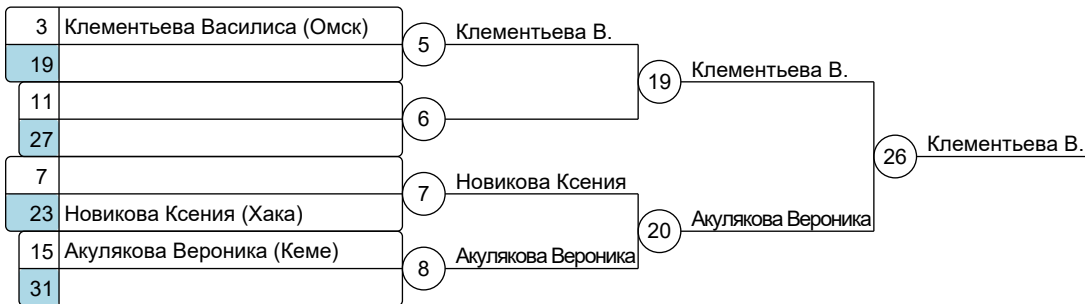 3 Клементьева Василиса (Омск)
19
5
Клементьева В.
11
27
6
19
Клементьева В.
7
23 Новикова Ксения (Хака)
7
Новикова Ксения
15 Акулякова Вероника (Кеме)
31
8
Акулякова Вероника
20
Акулякова Вероника
26
Клементьева В.